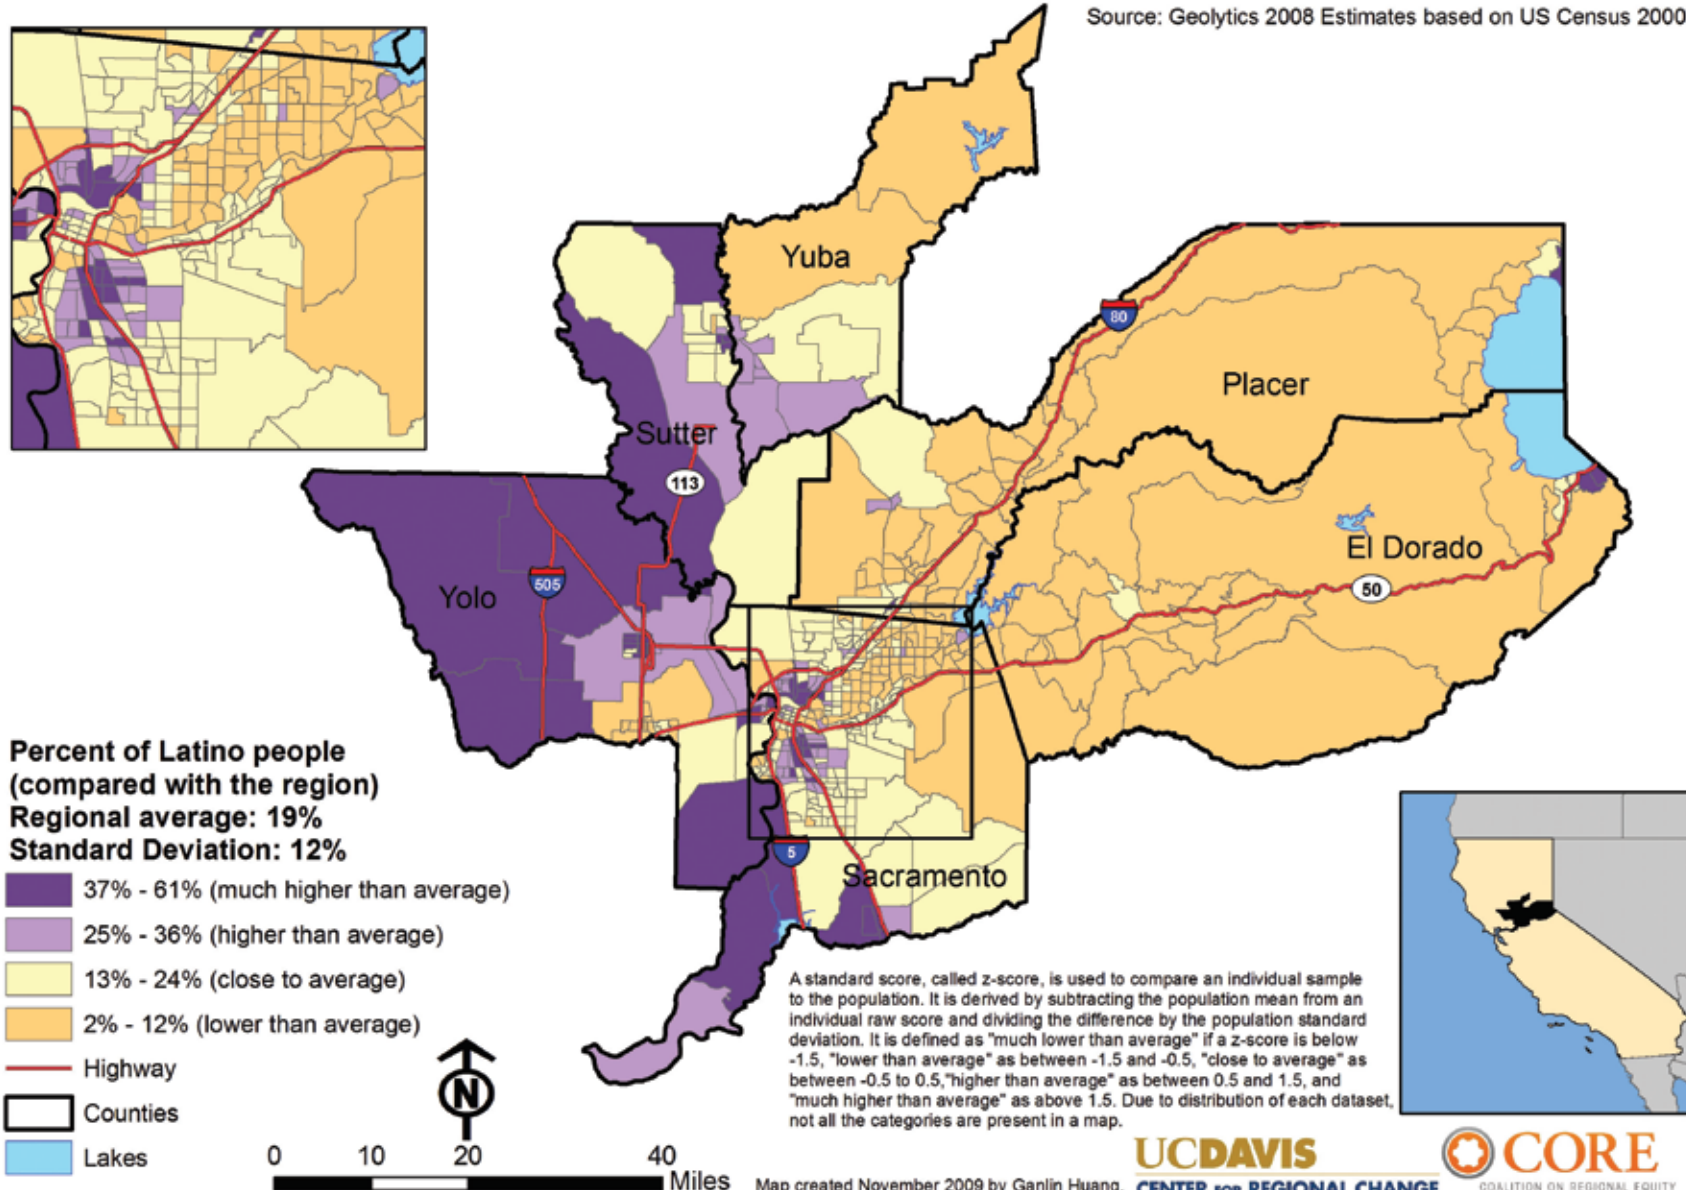 Source: Geolytics 2008 Estimates based on US Census 2000
Yuba
80
Placer
Sutter
113
El Dorado
50
Yolo
505
5
Sacramento
Percent of Latino people
(compared with the region)
Regional average: 19%
Standard Deviation: 12%
37% - 61% (much higher than average)
25% - 36% (higher than average)
13% - 24% (close to average)
2% - 12% (lower than average)
Highway
Counties
Lakes
N
0 10 20 40
Miles
A standard score, called z-score, is used to compare an individual sample
to the population. It is derived by subtracting the population mean from an
individual raw score and dividing the difference by the population standard
deviation. It is defined as "much lower than average" if a z-score is below
-1.5, "lower than average" as between -1.5 and -0.5, "close to average" as
between -0.5 to 0.5,"higher than average" as between 0.5 and 1.5, and
"much higher than average" as above 1.5. Due to distribution of each dataset,
not all the categories are present in a map.
Map created November 2009 by Ganlin Huang.
UCDAVIS
CENTER FOR REGIONAL CHANGE
CORE
COALITION ON REGIONAL EQUITY